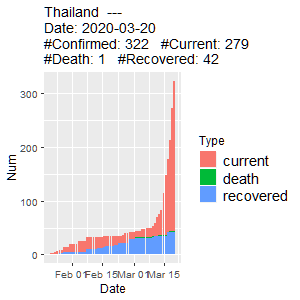 Thailand  ---
Date: 2020-03-20
#Confirmed: 322   #Current: 279
#Death: 1   #Recovered: 42
300
200
100
0
Num
Feb 01
Feb 15
Mar 01
Mar 15
Date
Type
current
death
recovered